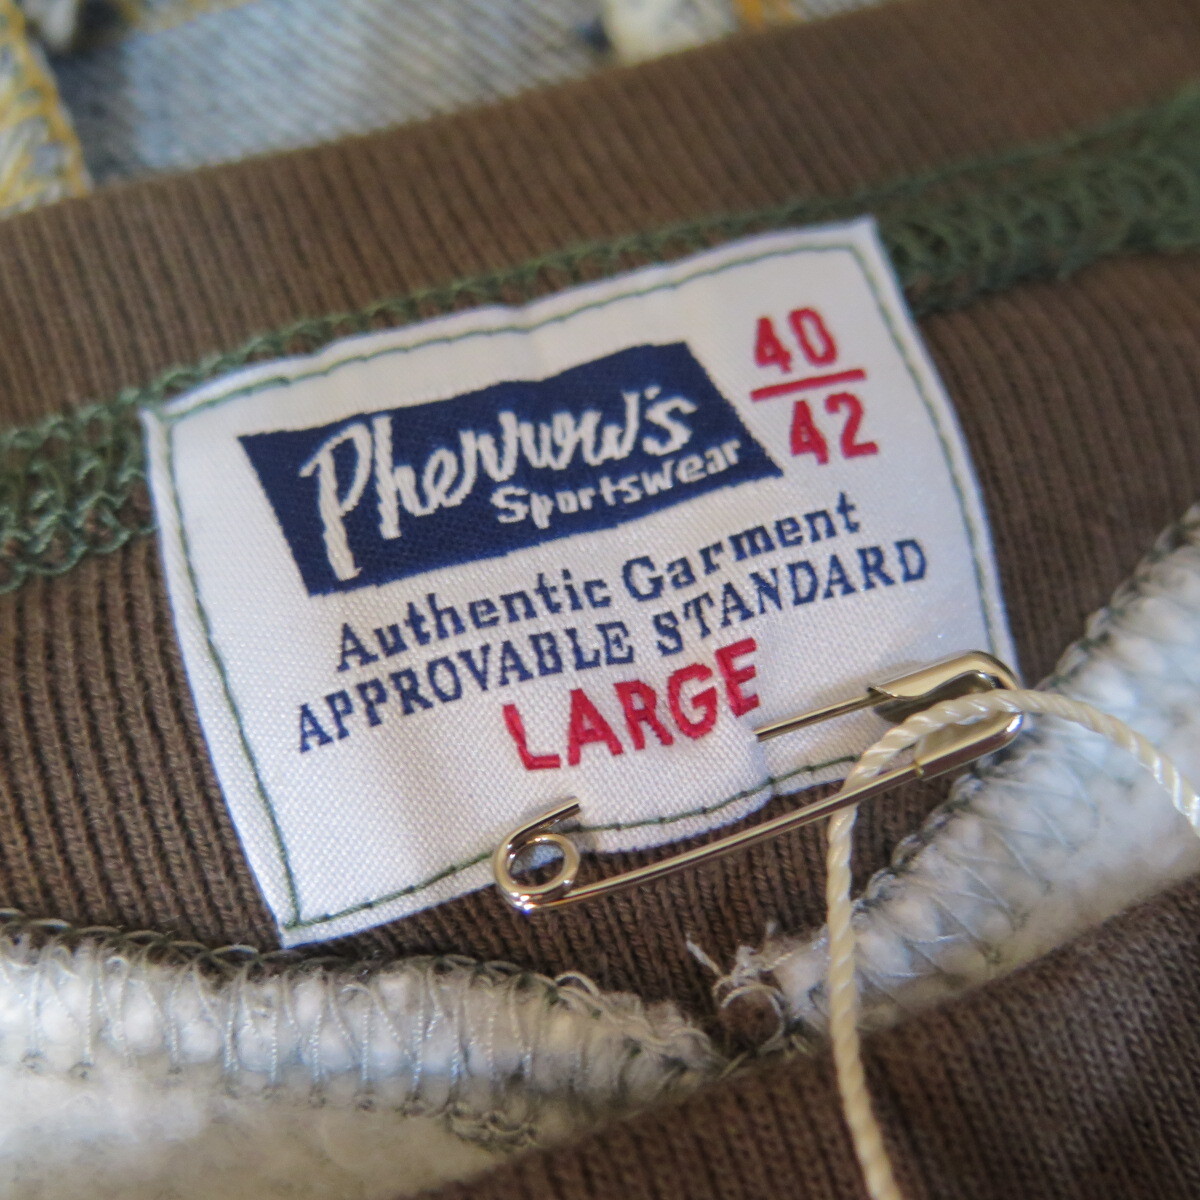 Pherrow's
Sportswear
40
42
Authentic Garment
APPROVABLE STANDARD
LARGE